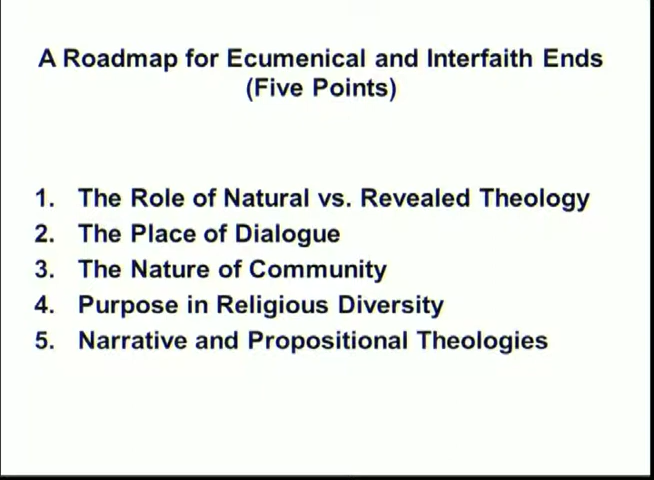 A Roadmap for Ecumenical and Interfaith Ends
(Five Points)
1. The Role of Natural vs. Revealed Theology
2. The Place of Dialogue
3. The Nature of Community
4. Purpose in Religious Diversity
5. Narrative and Propositional Theologies